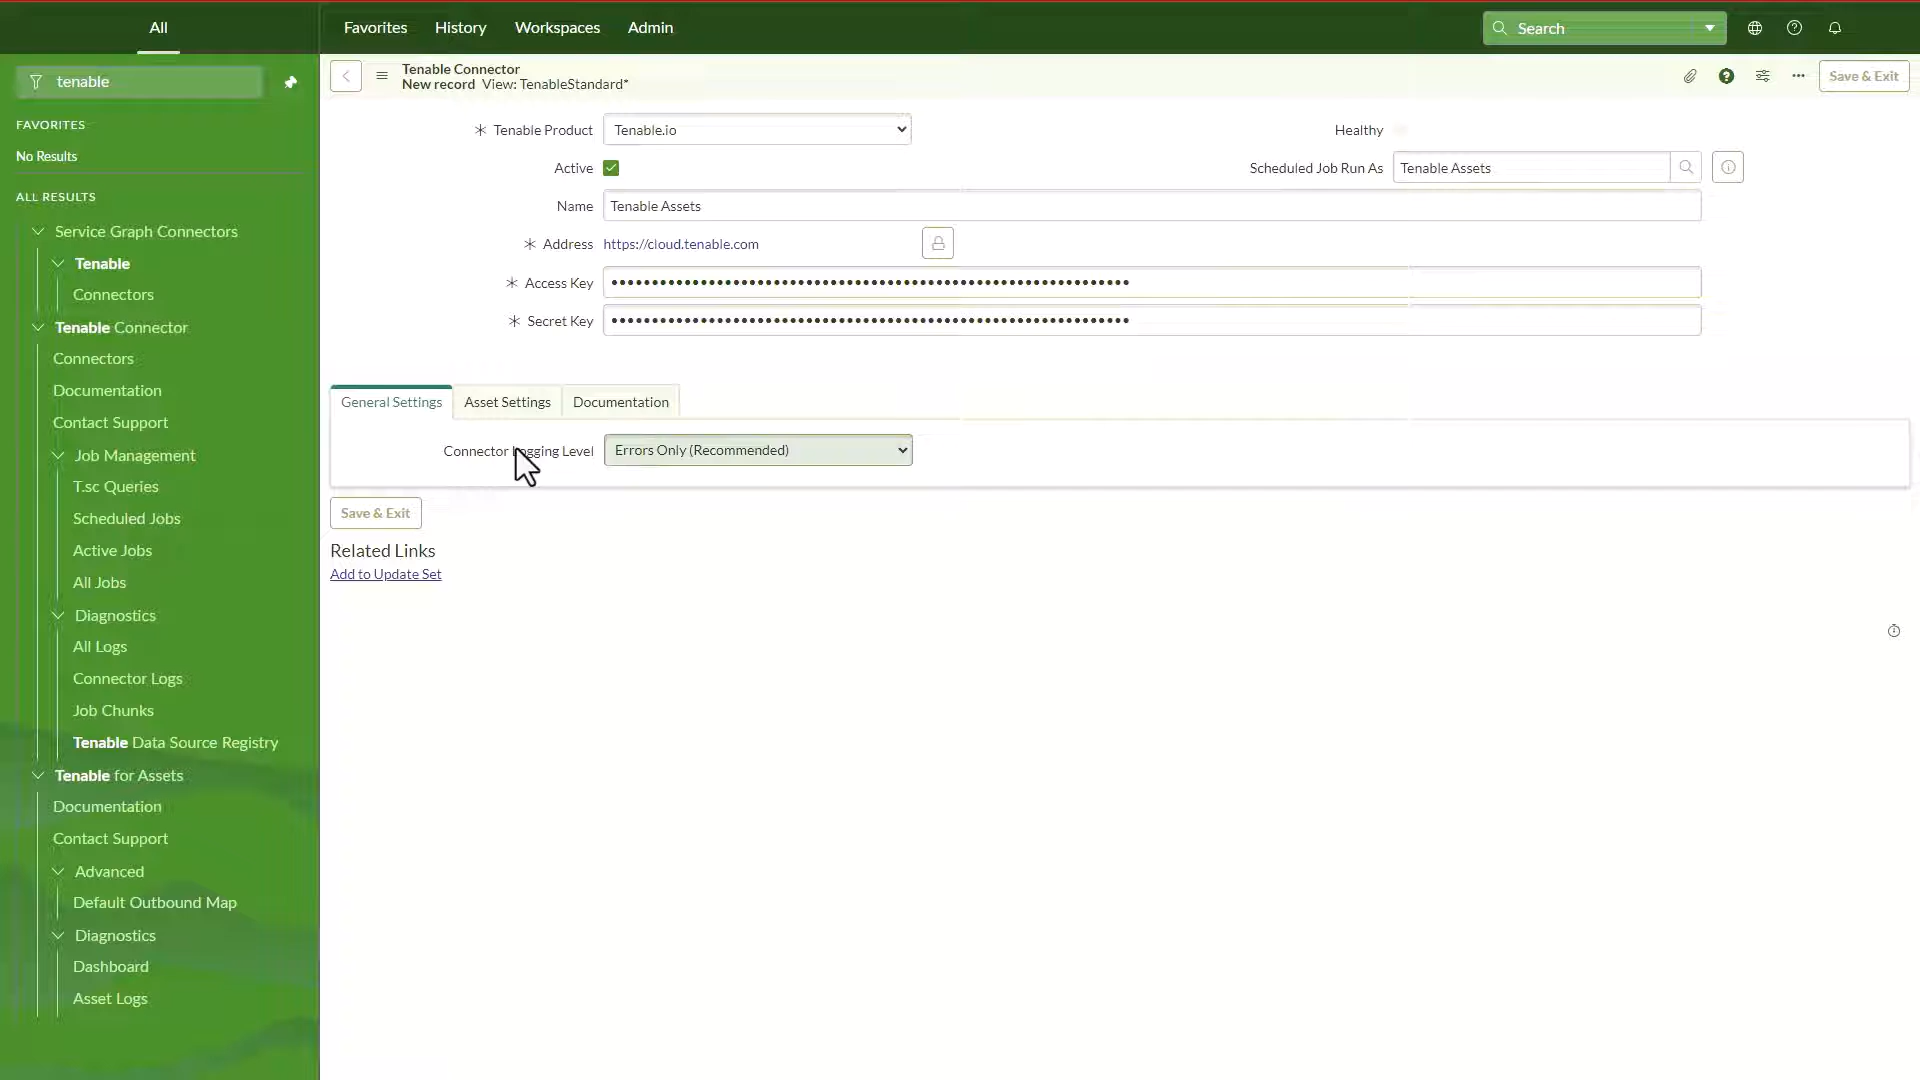 All
Favorites History Workspaces Admin
Search
tenable
FAVORITES
No Results
ALL RESULTS
Service Graph Connectors
Tenable
Connectors
Tenable Connector
Connectors
Documentation
Contact Support
Job Management
T.sc Queries
Scheduled Jobs
Active Jobs
All Jobs
Diagnostics
All Logs
Connector Logs
Job Chunks
Tenable Data Source Registry
Tenable for Assets
Documentation
Contact Support
Advanced
Default Outbound Map
Diagnostics
Dashboard
Asset Logs
Tenable Connector
New record View: TenableStandard*
Save & Exit
Tenable Product Tenable.io
Healthy
Active
Scheduled Job Run As Tenable Assets
Name Tenable Assets
Address https://cloud.tenable.com
Access Key
Secret Key
General Settings Asset Settings Documentation
Connector Logging Level Errors Only (Recommended)
Save & Exit
Related Links
Add to Update Set